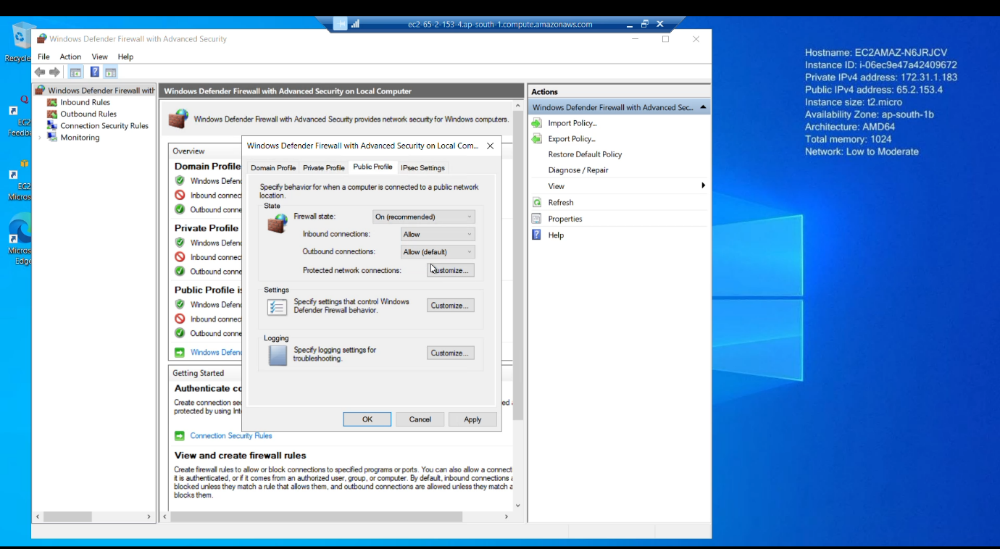 ec2-65-2-153-4.ap-south-1.compute.amazonaws.com
Recycle
EC2
Feedba
EC2
Micros
Micros
Edge
Windows Defender Firewall with Advanced Security
File Action View Help
Windows Defender Firewall with
Inbound Rules
Outbound Rules
Connection Security Rules
Monitoring
Windows Defender Firewall with Advanced Security on Local Computer
Windows Defender Firewall with Advanced Security provides network security for Windows computers.
Overview
Domain Profile
Windows Defend
Inbound connect
Outbound conne
Private Profile
Windows Defend
Inbound connect
Outbound conne
Public Profile is
Windows Defend
Inbound connect
Outbound conne
Windows Defend
Getting Started
Authenticate co
Create connection sec
protected by using Inte
Connection Security Rules
View and create firewall rules
Create firewall rules to allow or block connections to specified programs or ports. You can also allow a connect
it is authenticated, or if it comes from an authorized user, group, or computer. By default, inbound connections a
blocked unless they match a rule that allows them, and outbound connections are allowed unless they match a
blocks them.
Windows Defender Firewall with Advanced Security on Local Com...
Domain Profile Private Profile Public Profile IPsec Settings
Specify behavior for when a computer is connected to a public network
location.
State
Firewall state: On (recommended)
Inbound connections: Allow
Outbound connections: Allow (default)
Protected network connections: Customize...
Settings
Specify settings that control Windows
Defender Firewall behavior.
Customize...
Logging
Specify logging settings for
troubleshooting.
Customize...
OK Cancel Apply
Actions
Windows Defender Firewall with Advanced Sec...
Import Policy...
Export Policy...
Restore Default Policy
Diagnose / Repair
View
Refresh
Properties
Help
Hostname: EC2AMAZ-N6JRJCV
Instance ID: i-06ec9e47a42409672
Private IPv4 address: 172.31.1.183
Public IPv4 address: 65.2.153.4
Instance size: t2.micro
Availability Zone: ap-south-1b
Architecture: AMD64
Total memory: 1024
Network: Low to Moderate